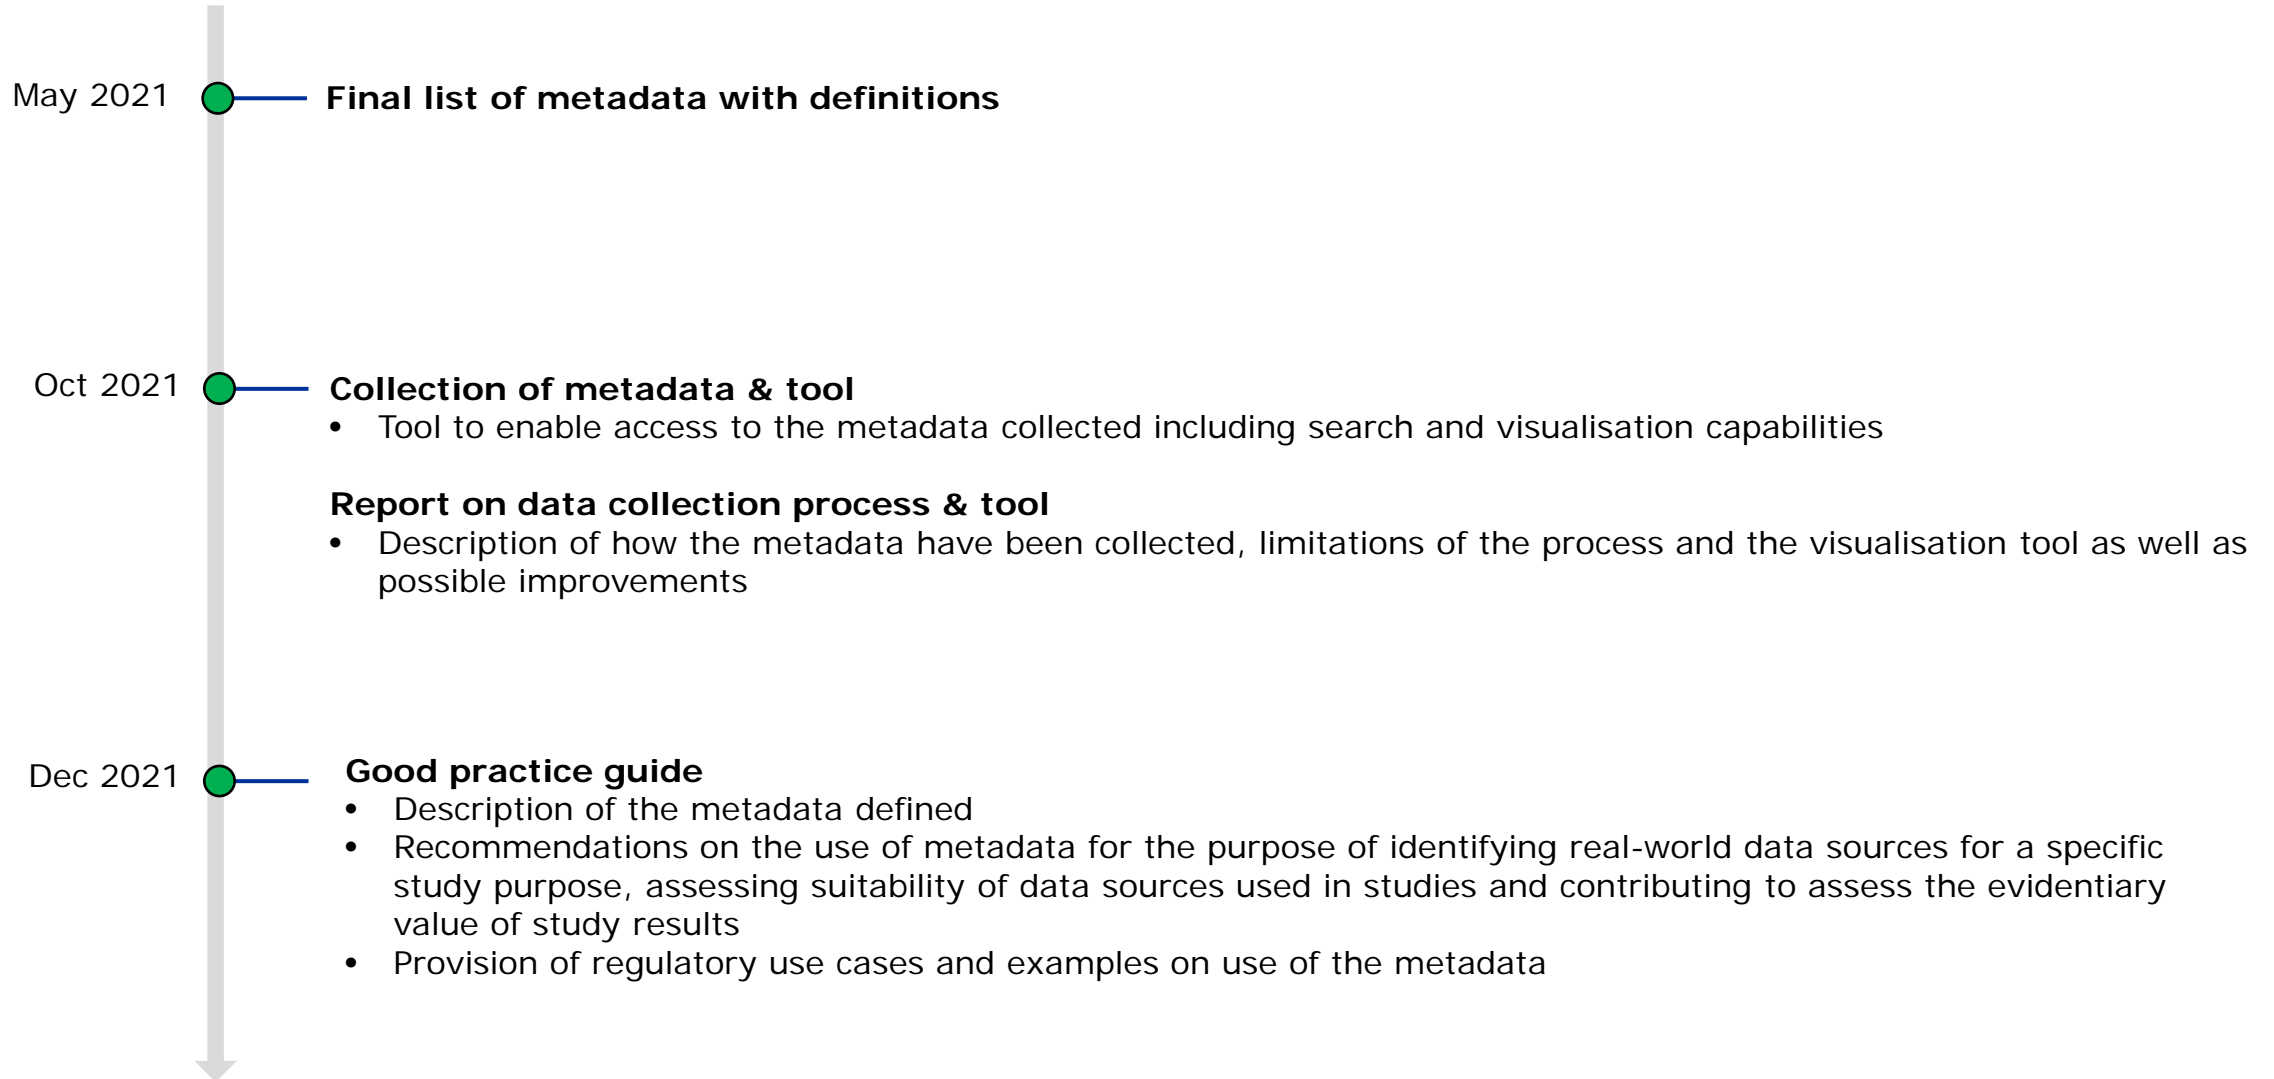 May 2021
Final list of metadata with definitions
Oct 2021
Collection of metadata & tool
• Tool to enable access to the metadata collected including search and visualisation capabilities
Report on data collection process & tool
• Description of how the metadata have been collected, limitations of the process and the visualisation tool as well as
possible improvements
Dec 2021
Good practice guide
• Description of the metadata defined
• Recommendations on the use of metadata for the purpose of identifying real-world data sources for a specific
study purpose, assessing suitability of data sources used in studies and contributing to assess the evidentiary
value of study results
• Provision of regulatory use cases and examples on use of the metadata